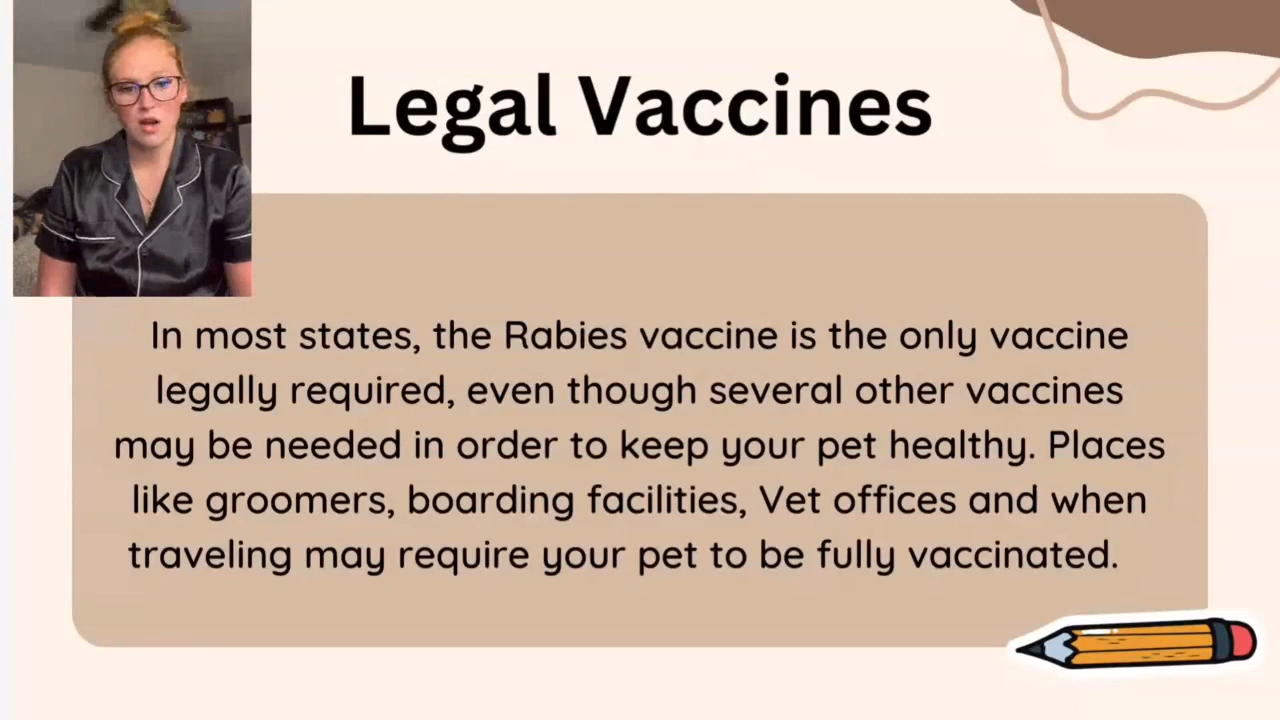 Legal Vaccines
In most states, the Rabies vaccine is the only vaccine
legally required, even though several other vaccines
may be needed in order to keep your pet healthy. Places
like groomers, boarding facilities, Vet offices and when
traveling may require your pet to be fully vaccinated.